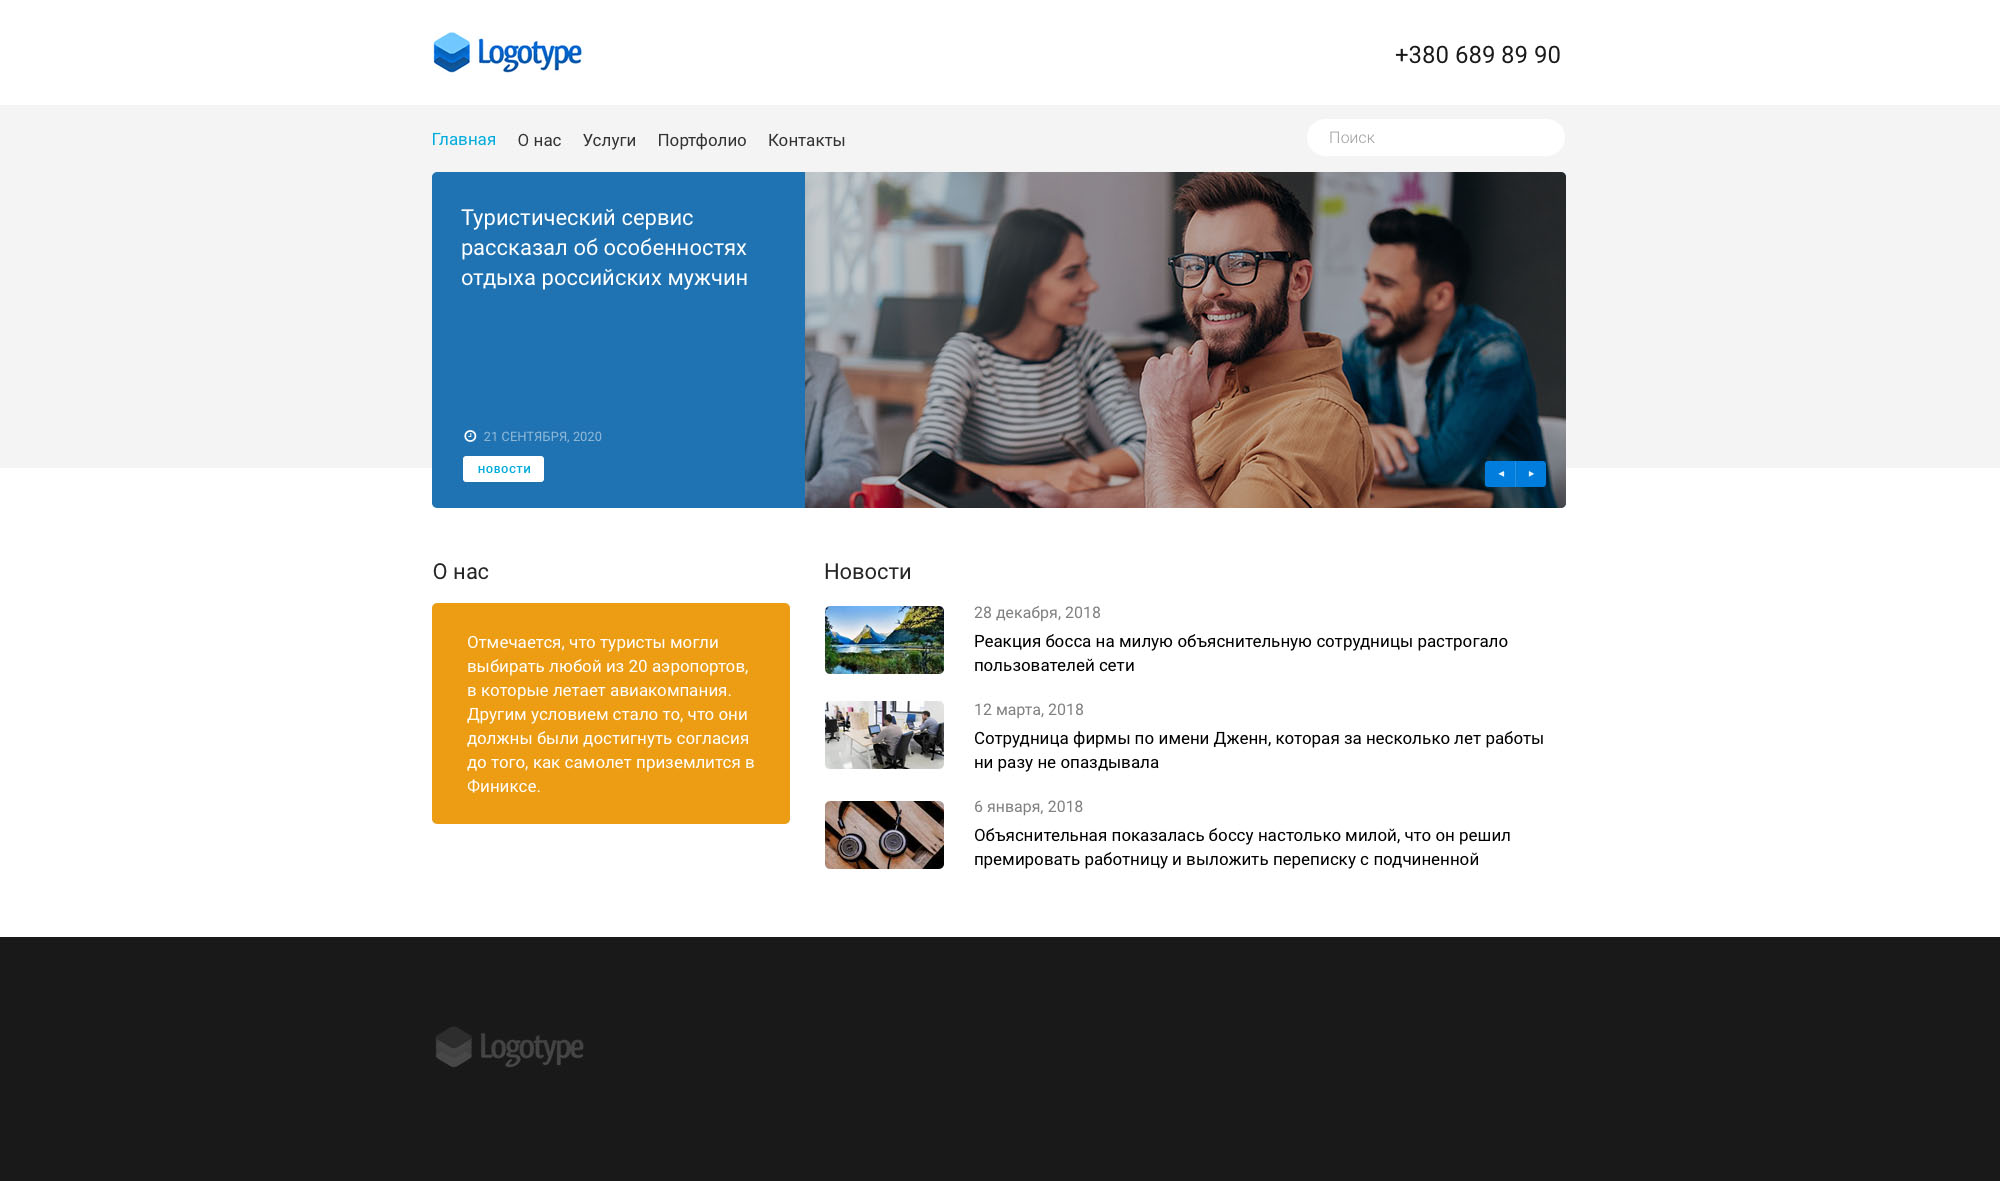 Logotype
+380 689 89 90
Главная О нас Услуги Портфолио Контакты
Поиск
Туристический сервис
рассказал об особенностях
отдыха российских мужчин
21 СЕНТЯБРЯ, 2020
НОВОСТИ
О нас
Отмечается, что туристы могли
выбирать любой из 20 аэропортов,
в которые летает авиакомпания.
Другим условием стало то, что они
должны были достигнуть согласия
до того, как самолет приземлится в
Финиксе.
Новости
28 декабря, 2018
Реакция босса на милую объяснительную сотрудницы растрогало
пользователей сети
12 марта, 2018
Сотрудница фирмы по имени Дженн, которая за несколько лет работы
ни разу не опаздывала
6 января, 2018
Объяснительная показалась боссу настолько милой, что он решил
премировать работницу и выложить переписку с подчиненной
Logotype